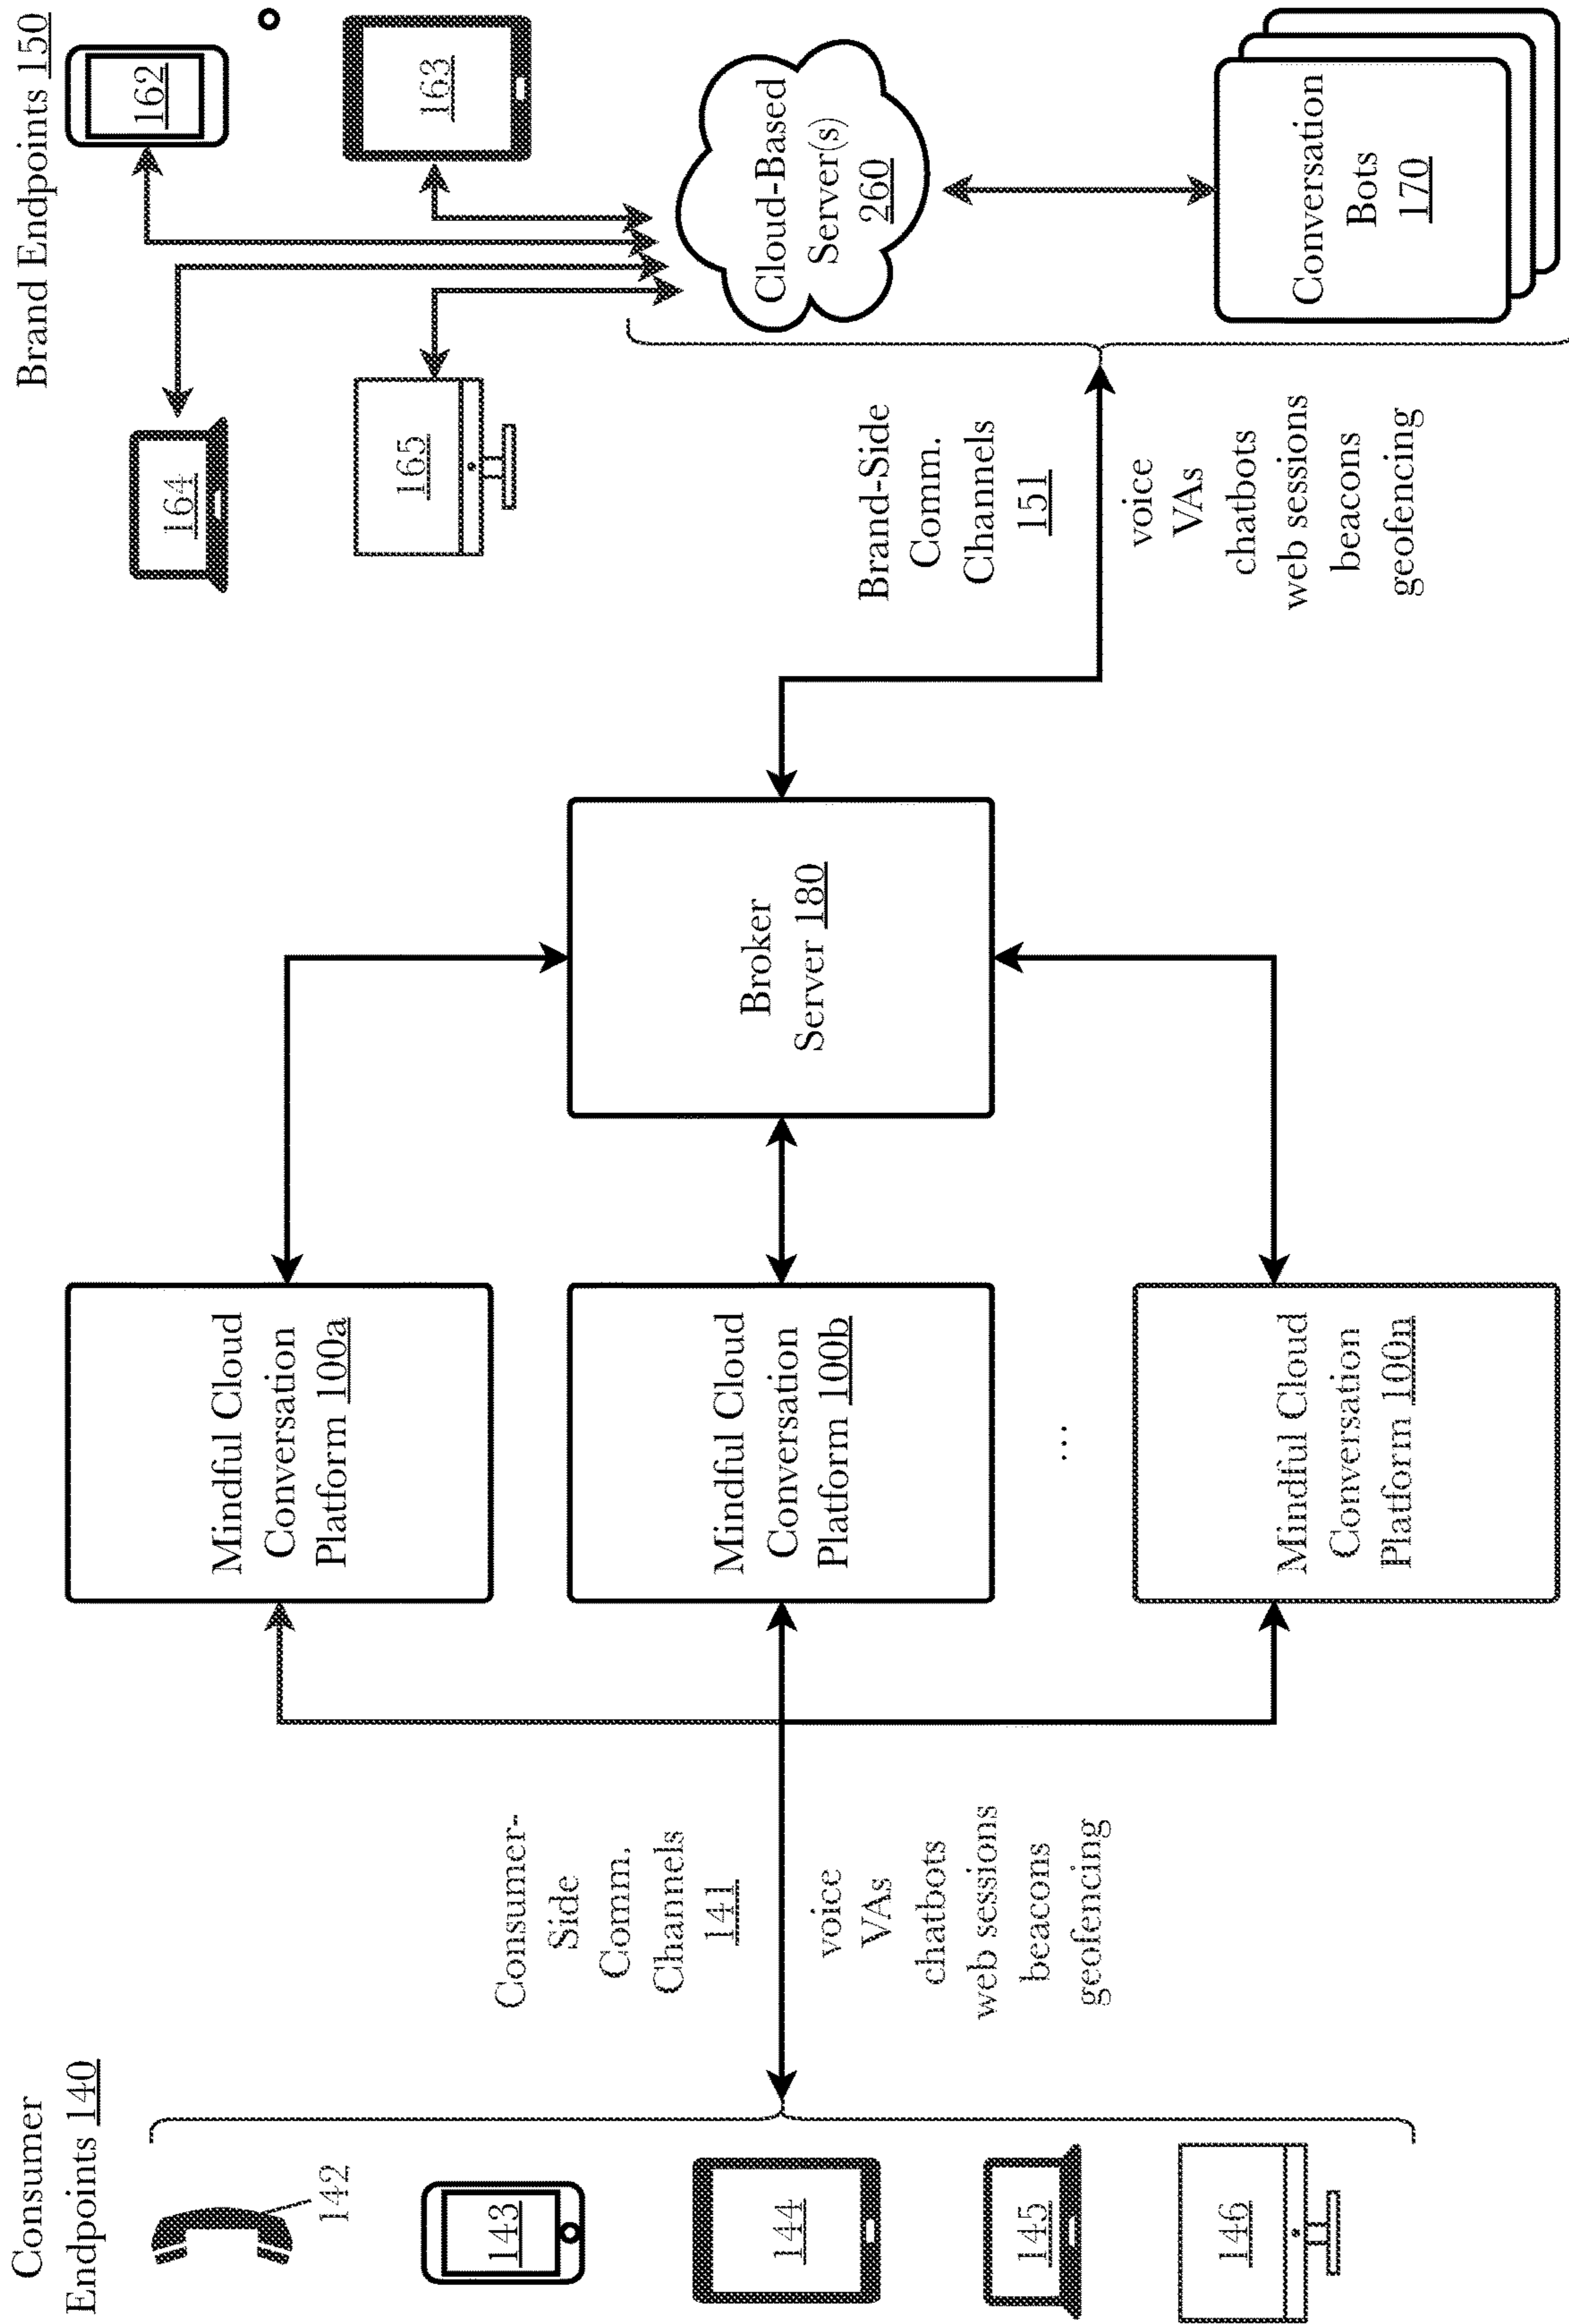 Consumer
Endpoints 140
142
143
144
145
146
Consumer-
Side
Comm.
Channels
141
voice
VAs
chatbots
web sessions
beacons
geofencing
Mindful Cloud
Conversation
Platform 100a
Mindful Cloud
Conversation
Platform 100b
...
Mindful Cloud
Conversation
Platform 100n
Broker
Server 180
Brand-Side
Comm.
Channels
151
voice
VAs
chatbots
web sessions
beacons
geofencing
Brand Endpoints 150
164
162
165
163
Cloud-Based
Server(s)
260
Conversation
Bots
170